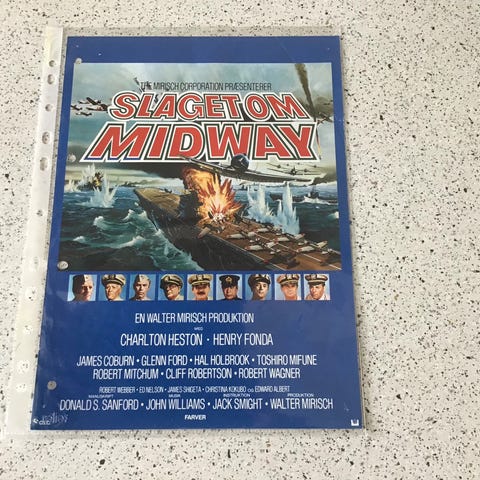 THE MIRISCH CORPORATION PRÆSENTERER
SLAGET OM
MIDWAY
EN WALTER MIRISCH PRODUKTION
MED
CHARLTON HESTON · HENRY FONDA
JAMES COBURN · GLENN FORD · HAL HOLBROOK · TOSHIRO MIFUNE
ROBERT MITCHUM · CLIFF ROBERTSON · ROBERT WAGNER
ROBERT WEBBER · ED NELSON · JAMES SHIGETA · CHRISTINA KOKUBO OG EDWARD ALBERT
MANUSKRIPT MUSIK INSTRUKTION PRODUKTION
DONALD S. SANFORD · JOHN WILLIAMS · JACK SMIGHT · WALTER MIRISCH
FARVER